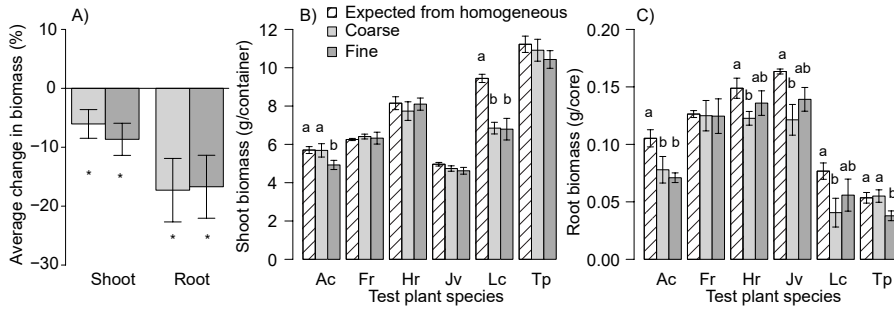 A)
Average change in biomass (%)
0
−10
−20
−30
* *
* *
Shoot Root
B)
Expected from homogeneous
Coarse
Fine
Shoot biomass (g/container)
12
10
8
6
4
2
0
a a b
a b b
Ac Fr Hr Jv Lc Tp
Test plant species
C)
Root biomass (g/core)
0.20
0.15
0.10
0.05
0.00
a b b
a b ab
a b ab
a b ab
a a b
Ac Fr Hr Jv Lc Tp
Test plant species